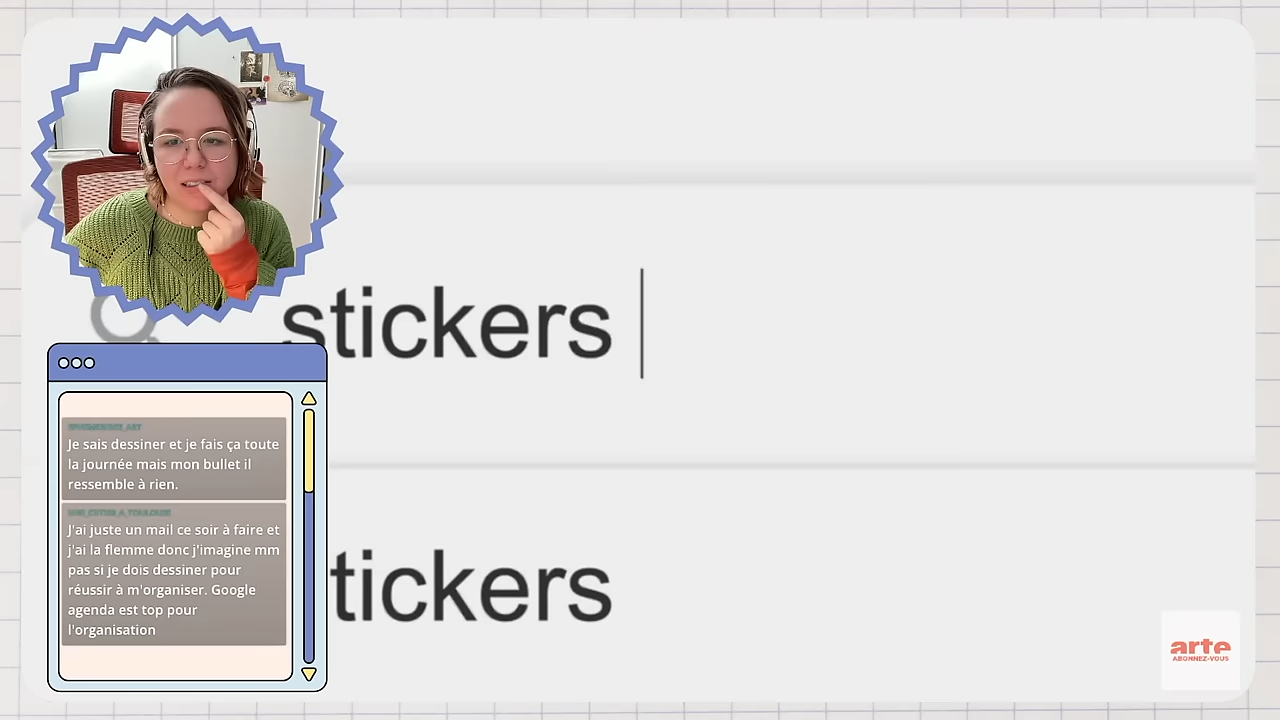 stickers
Je sais dessiner et je fais ça toute
la journée mais mon bullet il
ressemble à rien.
J'ai juste un mail ce soir à faire et
j'ai la flemme donc j'imagine mm
pas si je dois dessiner pour
réussir à m'organiser. Google
agenda est top pour
l'organisation
tickers
arte
ABONNEZ-VOUS